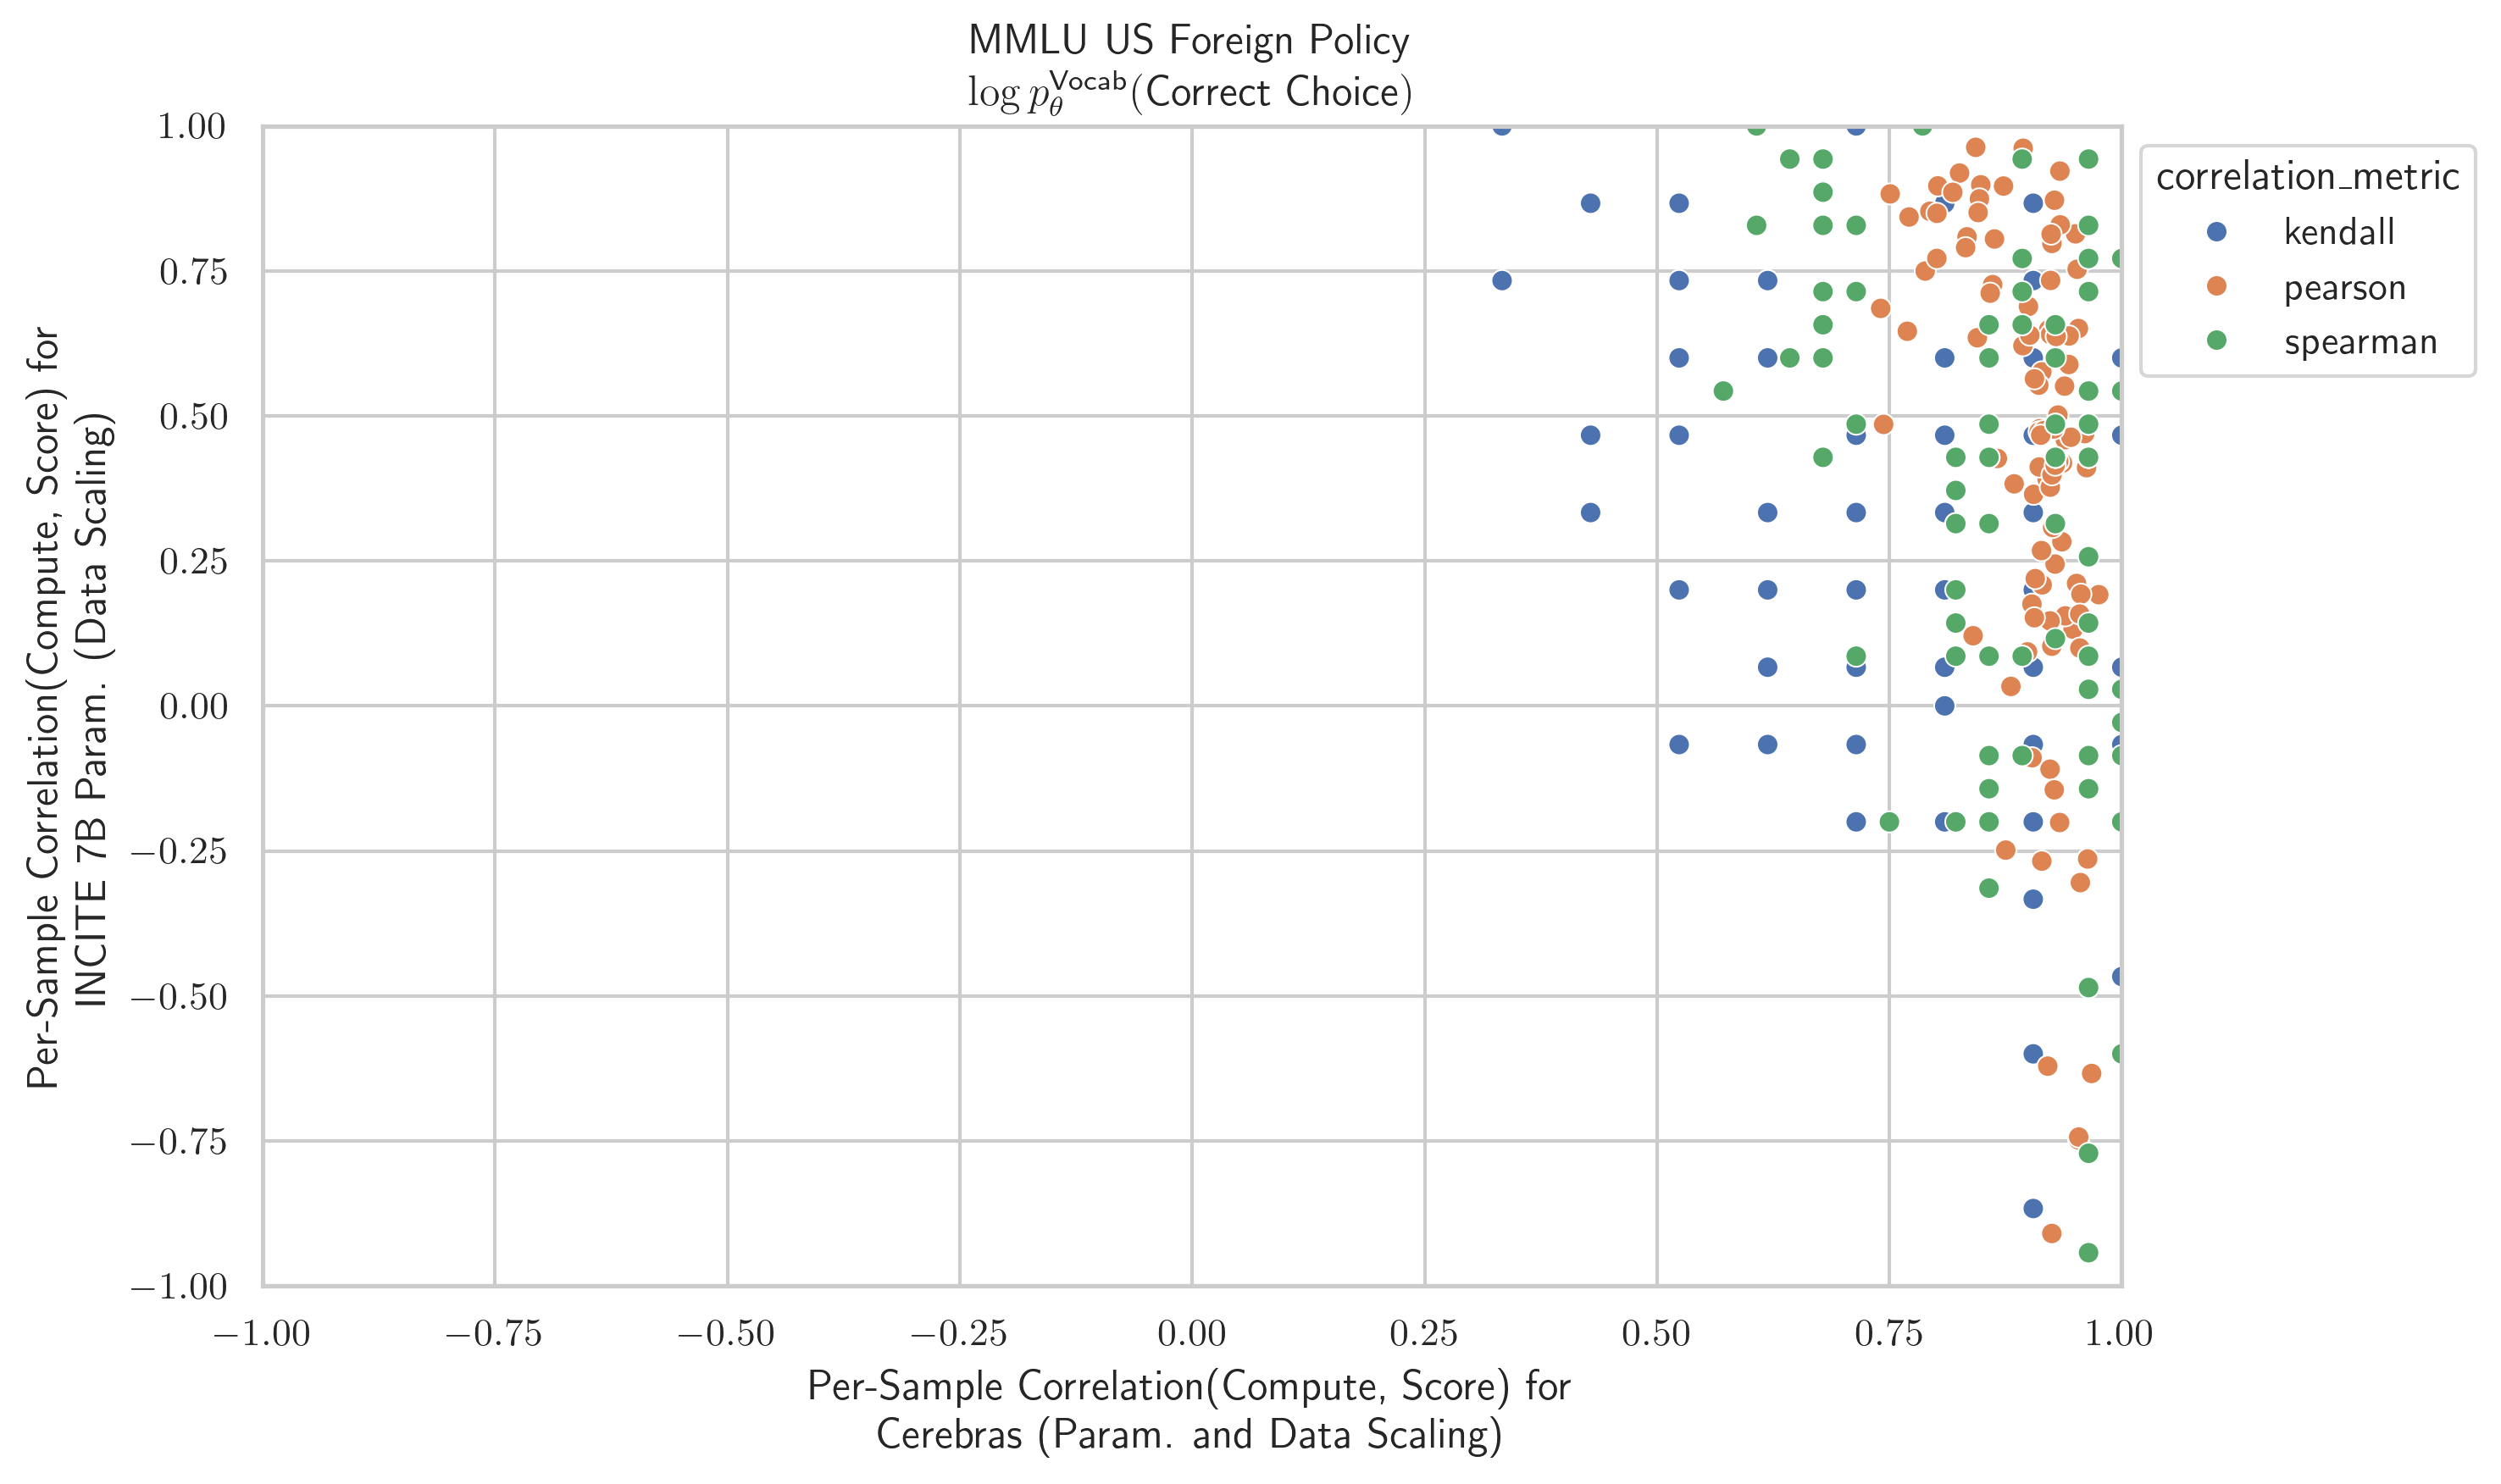 MMLU US Foreign Policy
log p_θ^Vocab(Correct Choice)
Per-Sample Correlation(Compute, Score) for
INCITE 7B Param. (Data Scaling)
1.00
0.75
0.50
0.25
0.00
−0.25
−0.50
−0.75
−1.00
−1.00
−0.75
−0.50
−0.25
0.00
0.25
0.50
0.75
1.00
Per-Sample Correlation(Compute, Score) for
Cerebras (Param. and Data Scaling)
correlation_metric
kendall
pearson
spearman